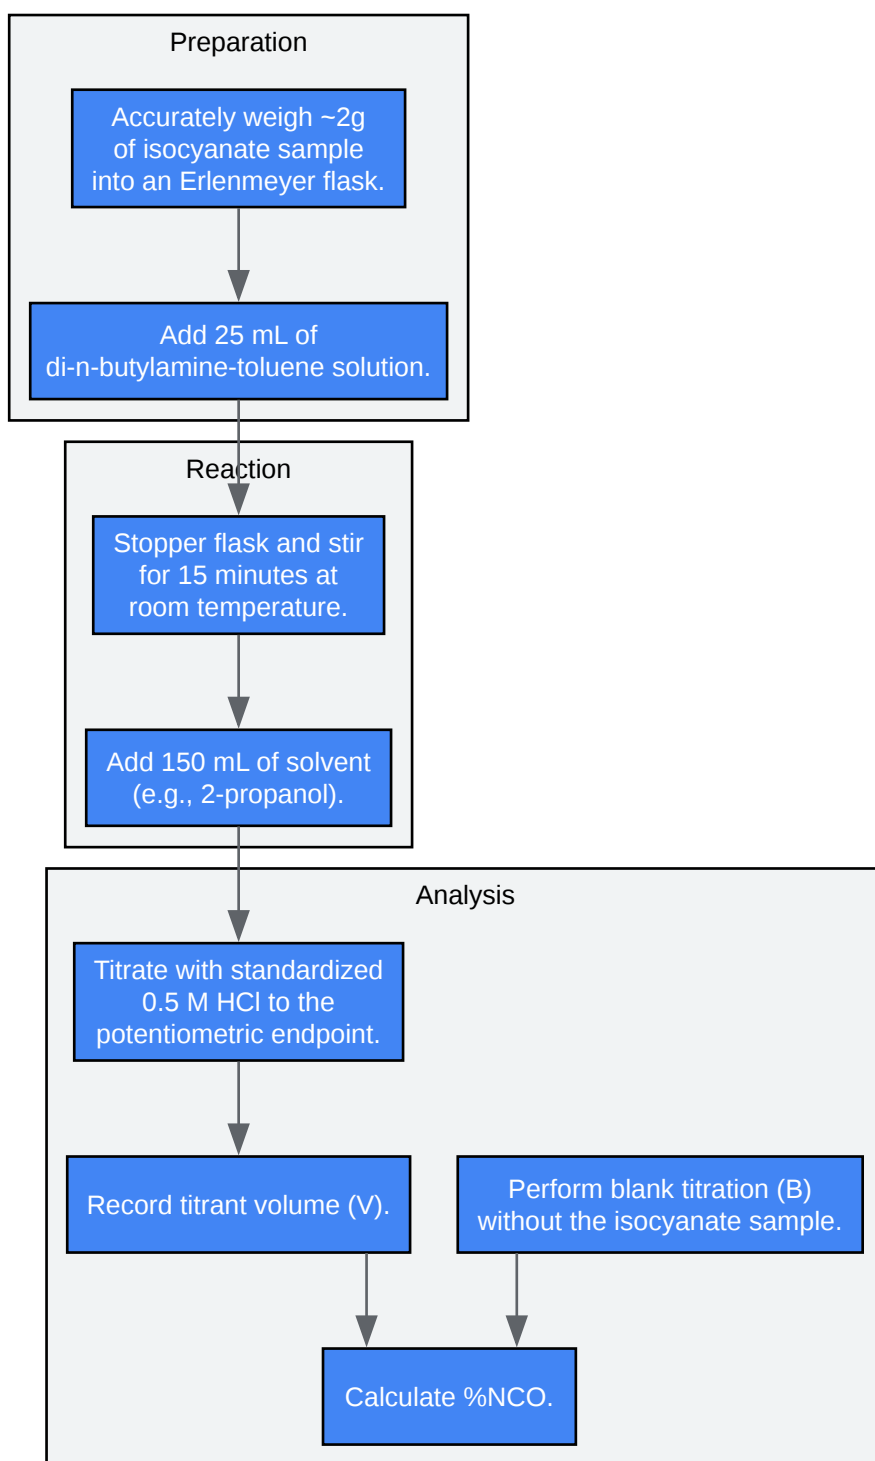 Preparation
Accurately weigh ~2g
of isocyanate sample
into an Erlenmeyer flask.
Add 25 mL of
di-n-butylamine-toluene solution.
Reaction
Stopper flask and stir
for 15 minutes at
room temperature.
Add 150 mL of solvent
(e.g., 2-propanol).
Analysis
Titrate with standardized
0.5 M HCl to the
potentiometric endpoint.
Record titrant volume (V).
Perform blank titration (B)
without the isocyanate sample.
Calculate %NCO.